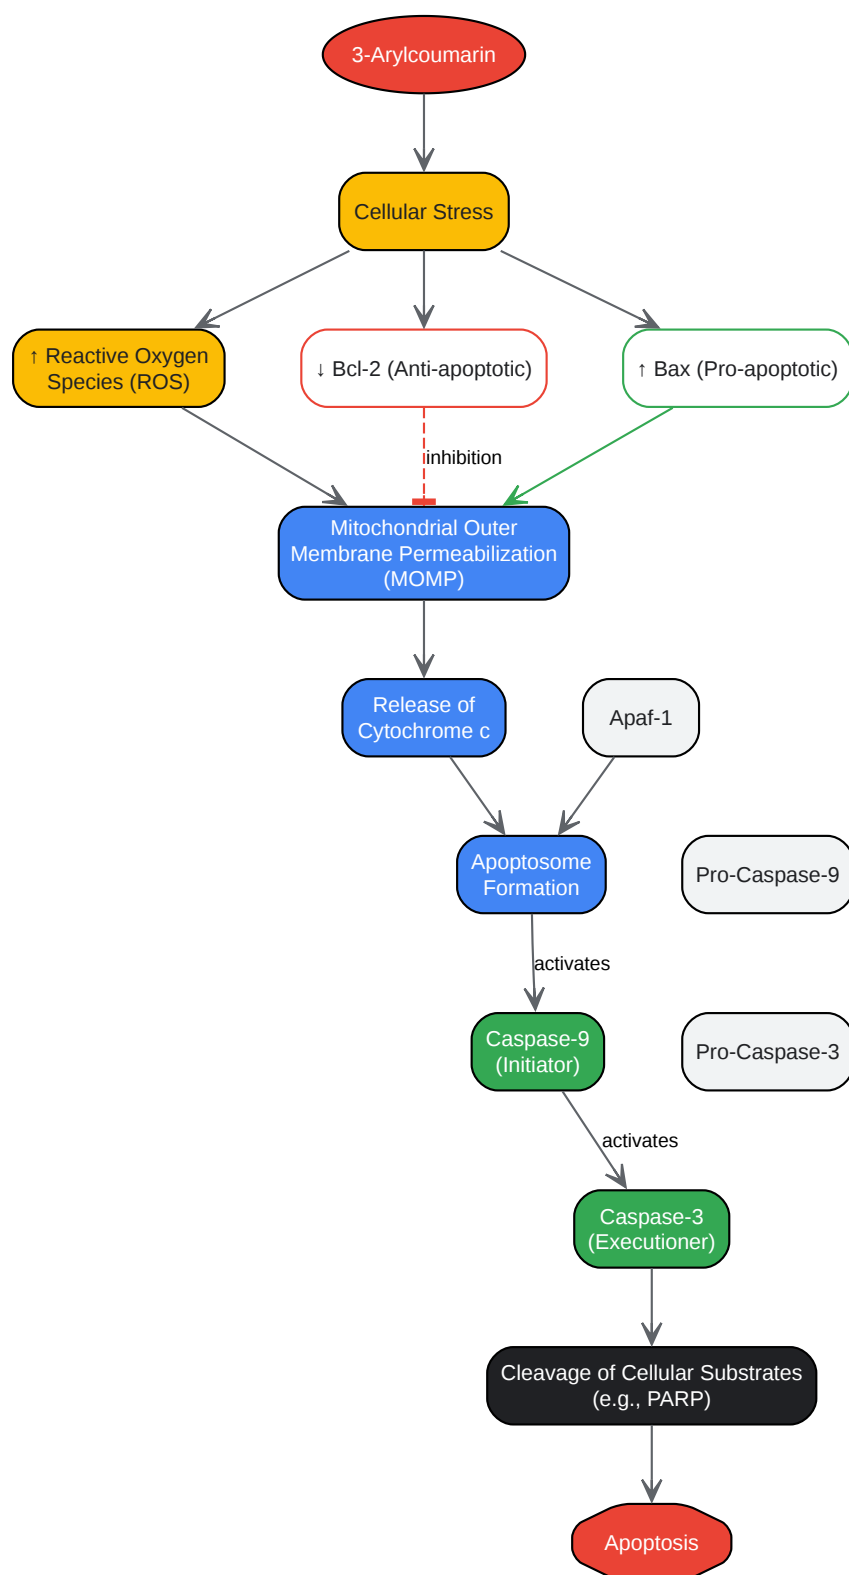 3-Arylcoumarin
Cellular Stress
↑ Reactive Oxygen
Species (ROS)
↓ Bcl-2 (Anti-apoptotic)
↑ Bax (Pro-apoptotic)
inhibition
Mitochondrial Outer
Membrane Permeabilization
(MOMP)
Release of
Cytochrome c
Apaf-1
Apoptosome
Formation
Pro-Caspase-9
activates
Caspase-9
(Initiator)
Pro-Caspase-3
activates
Caspase-3
(Executioner)
Cleavage of Cellular Substrates
(e.g., PARP)
Apoptosis